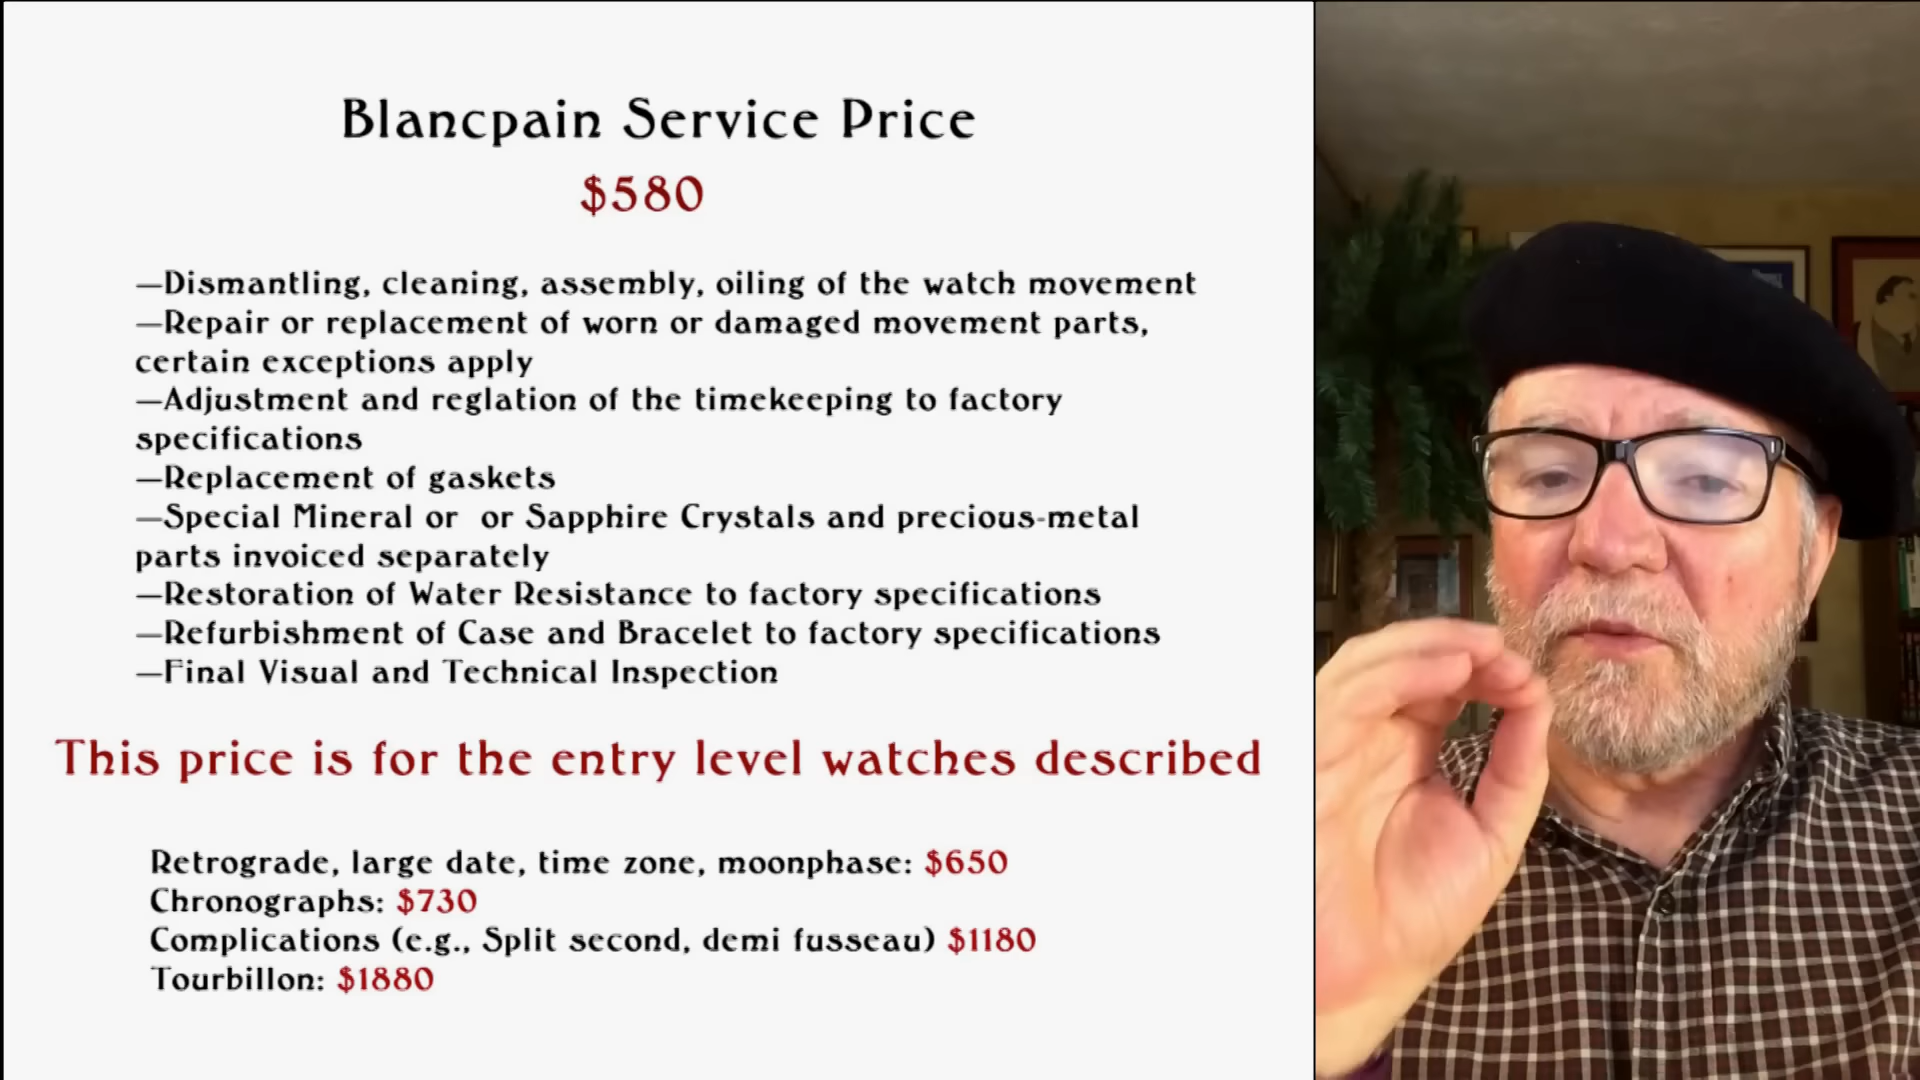 Blancpain Service Price
$580
—Dismantling, cleaning, assembly, oiling of the watch movement
—Repair or replacement of worn or damaged movement parts,
certain exceptions apply
—Adjustment and reglation of the timekeeping to factory
specifications
—Replacement of gaskets
—Special Mineral or  or Sapphire Crystals and precious-metal
parts invoiced separately
—Restoration of Water Resistance to factory specifications
—Refurbishment of Case and Bracelet to factory specifications
—Final Visual and Technical Inspection
This price is for the entry level watches described
Retrograde, large date, time zone, moonphase: $650
Chronographs: $730
Complications (e.g., Split second, demi fusseau) $1180
Tourbillon: $1880